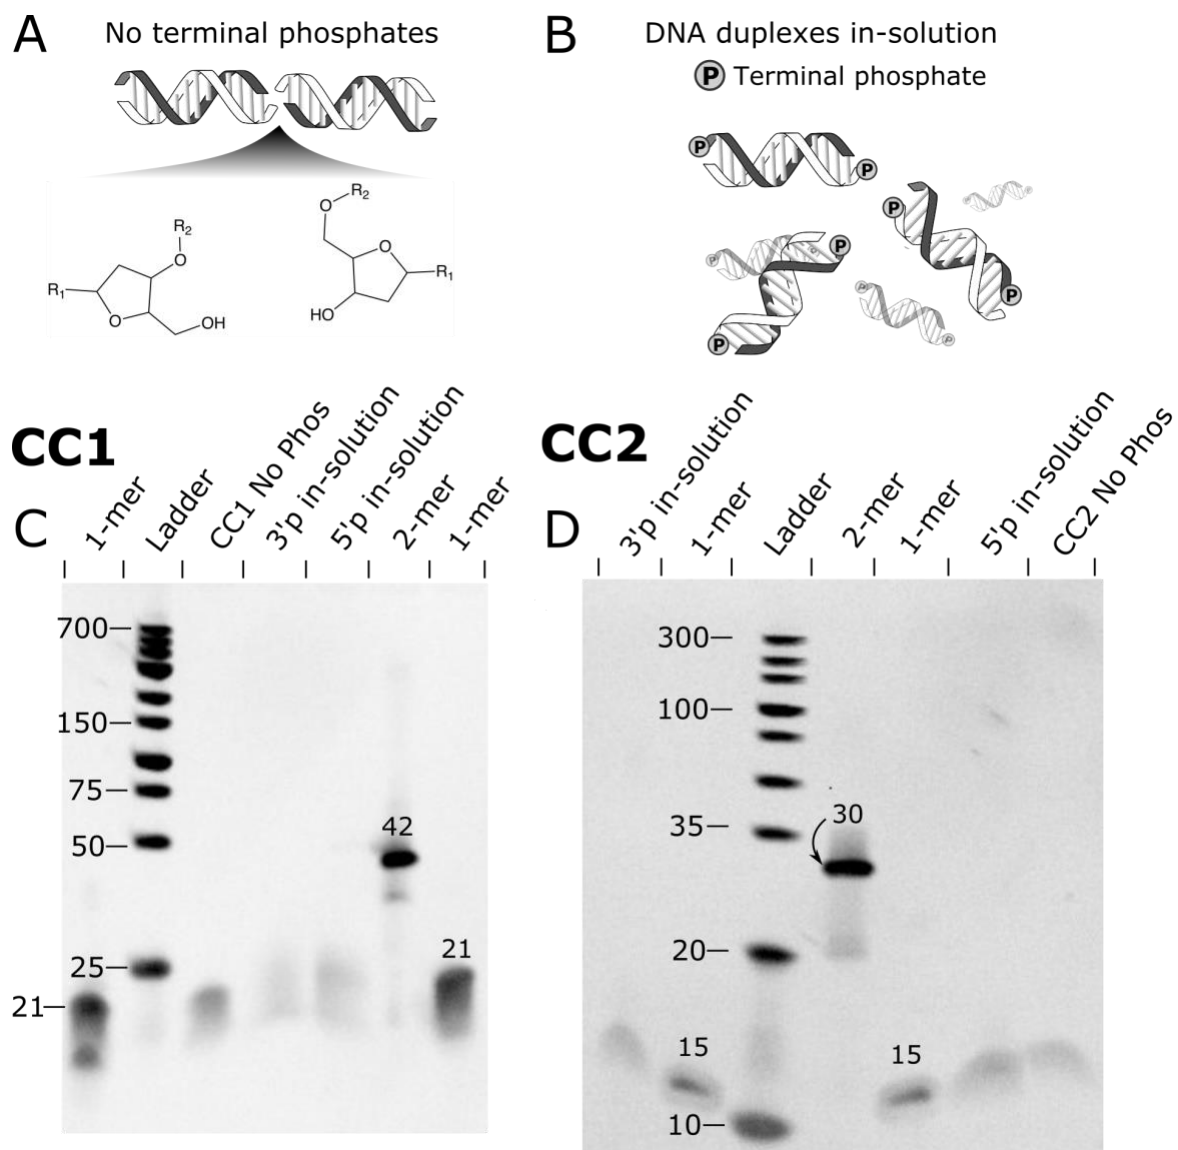 A
No terminal phosphates
R₂
O
R₂
O
R₁
O
OH
O
R₁
HO
B
DNA duplexes in-solution
P Terminal phosphate
P
P
P
P
P
P
CC1
C
1-mer
Ladder
CC1 No Phos
3'p in-solution
5'p in-solution
2-mer
1-mer
700
150
75
50
25
21
42
21
CC2
D
3'p in-solution
1-mer
Ladder
2-mer
1-mer
5'p in-solution
CC2 No Phos
300
100
35
20
10
30
15
15